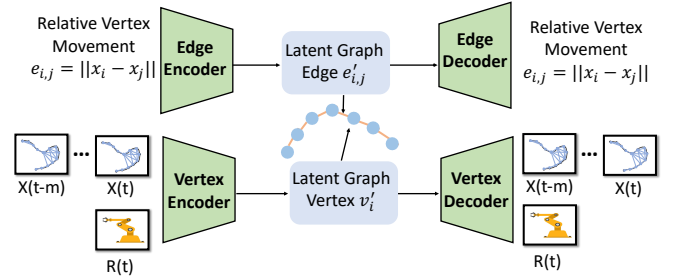 Relative Vertex
Movement
e_{i,j} = ||x_i − x_j||
Edge
Encoder
Latent Graph
Edge e'_{i,j}
Edge
Decoder
Relative Vertex
Movement
e_{i,j} = ||x_i − x_j||
X(t-m)
...
X(t)
R(t)
Vertex
Encoder
Latent Graph
Vertex v'_i
Vertex
Decoder
X(t-m)
...
X(t)
R(t)